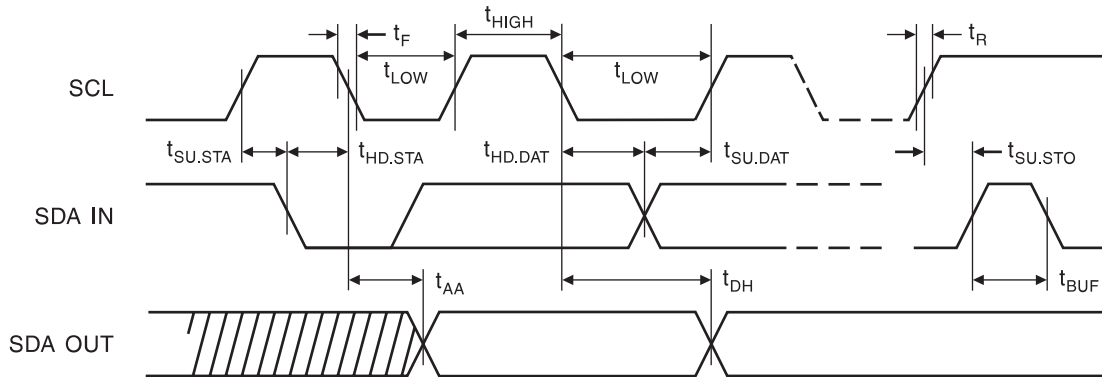 t_HIGH
t_F
t_R
t_LOW
t_LOW
SCL
t_SU.STA
t_HD.STA
t_HD.DAT
t_SU.DAT
t_SU.STO
SDA IN
t_AA
t_DH
t_BUF
SDA OUT